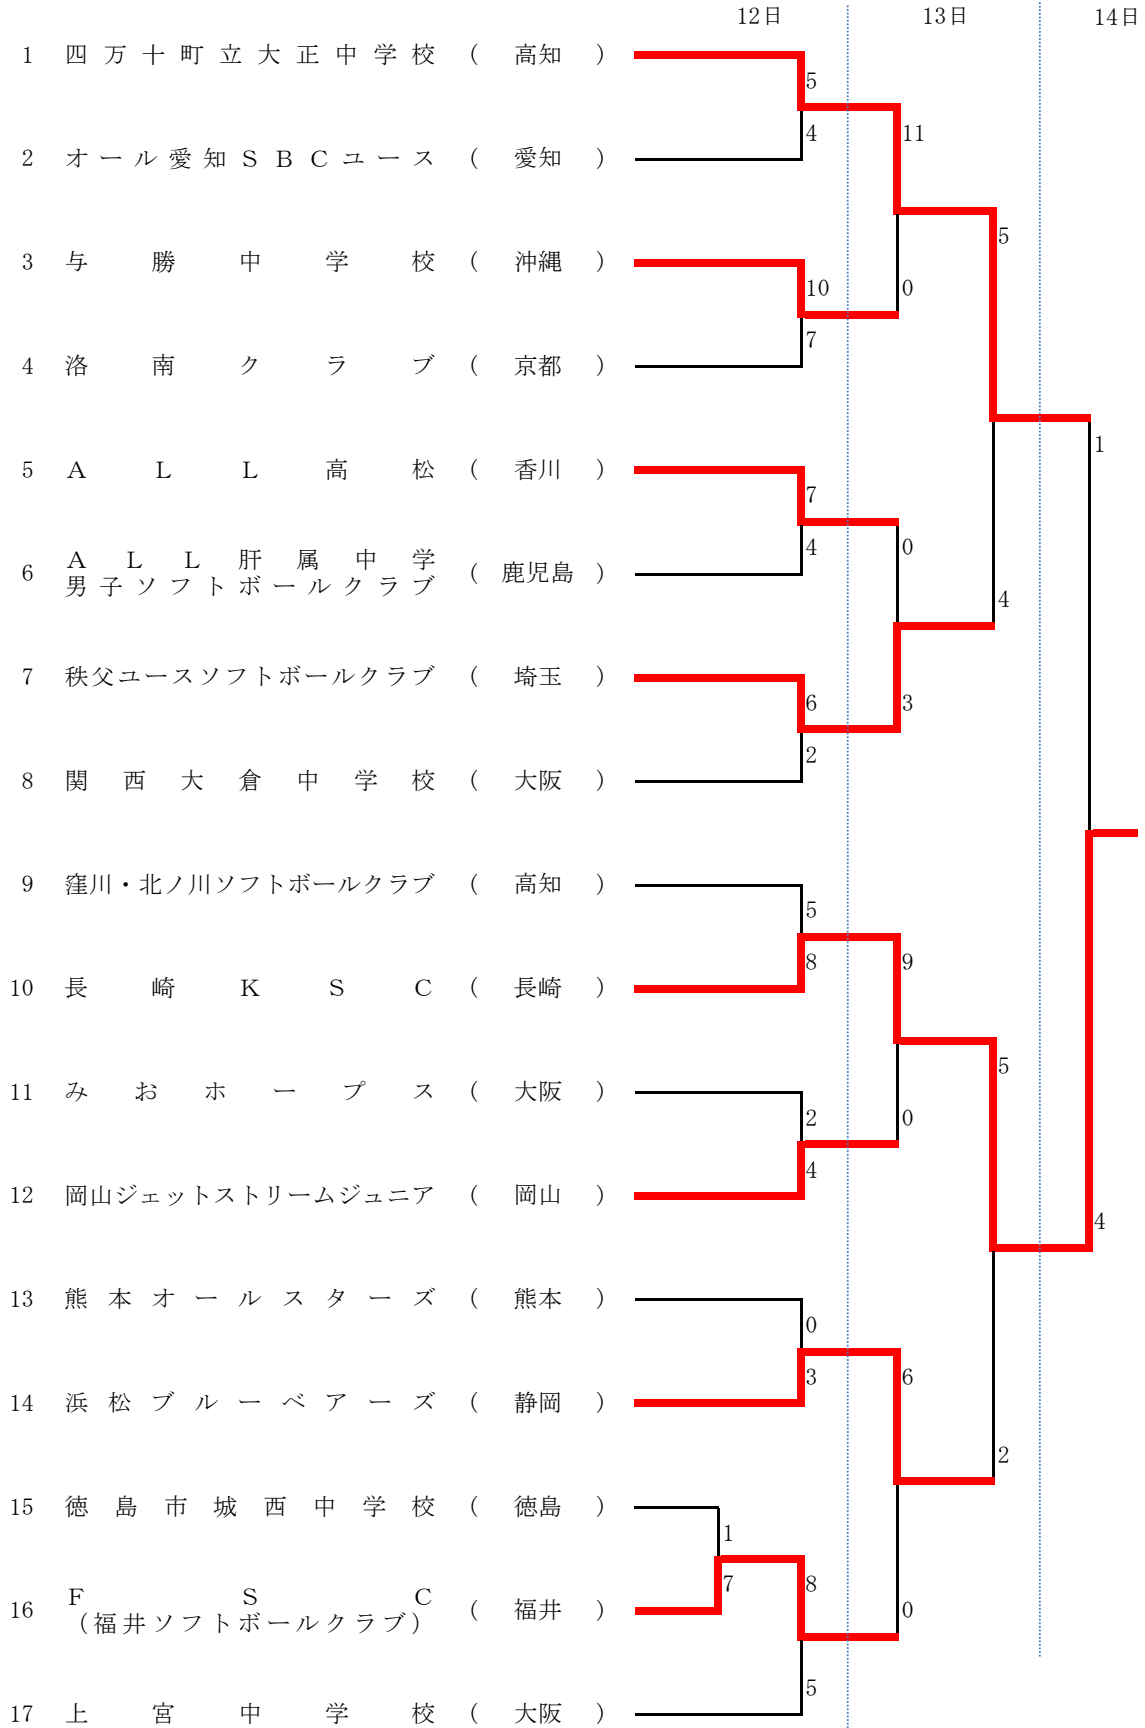 12日 13日 14日
1 四万十町立大正中学校 ( 高知 )
5
4
11
2 オール愛知SBCユース ( 愛知 )
5
3 与勝中学校 ( 沖縄 )
10
0
7
4 洛南クラブ ( 京都 )
1
5 ALL高松 ( 香川 )
7
4
0
6 ALL肝属中学
男子ソフトボールクラブ ( 鹿児島 )
4
7 秩父ユースソフトボールクラブ ( 埼玉 )
6
3
2
8 関西大倉中学校 ( 大阪 )
9 窪川・北ノ川ソフトボールクラブ ( 高知 )
5
8
9
10 長崎KSC ( 長崎 )
5
11 みおホープス ( 大阪 )
2
0
4
12 岡山ジェットストリームジュニア ( 岡山 )
4
13 熊本オールスターズ ( 熊本 )
0
3
6
14 浜松ブルーベアーズ ( 静岡 )
2
15 徳島市城西中学校 ( 徳島 )
1
7
8
0
16 FSC
(福井ソフトボールクラブ) ( 福井 )
5
17 上宮中学校 ( 大阪 )